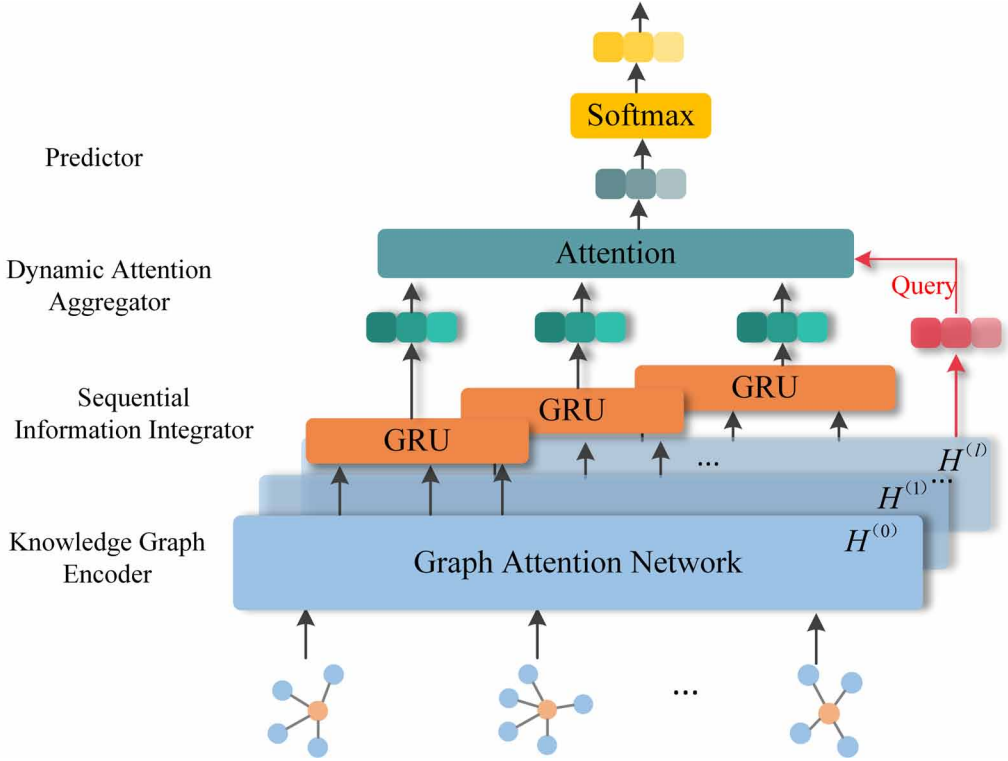 Softmax
Predictor
Attention
Dynamic Attention
Aggregator
Query
GRU
Sequential
Information Integrator
GRU
GRU
...
H^(l)
...
H^(1)
H^(0)
Knowledge Graph
Encoder
Graph Attention Network
...